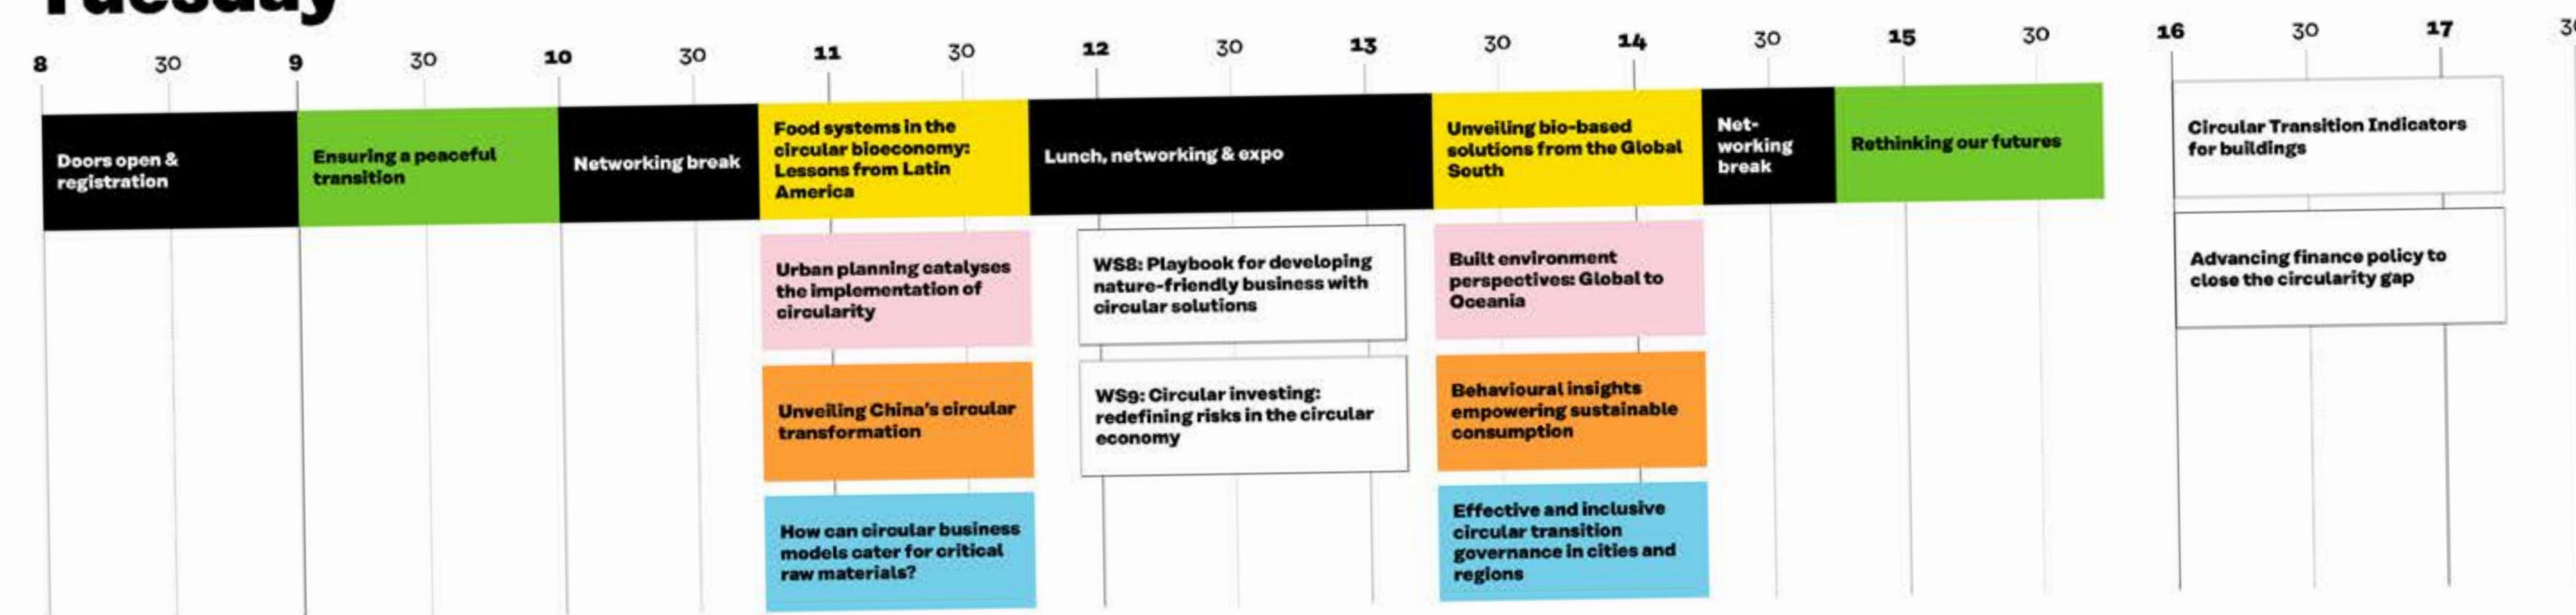 Tuesday
8 30 9 30 10 30 11 30 12 30 13 30 14 30 15 30 16 30 17
Doors open &
registration
Ensuring a peaceful
transition
Networking break
Food systems in the
circular bioeconomy:
Lessons from Latin
America
Lunch, networking & expo
Unveiling bio-based
solutions from the Global
South
Net-
working
break
Rethinking our futures
Circular Transition Indicators
for buildings
Urban planning catalyses
the implementation of
circularity
WS8: Playbook for developing
nature-friendly business with
circular solutions
Built environment
perspectives: Global to
Oceania
Advancing finance policy to
close the circularity gap
Unveiling China's circular
transformation
WS9: Circular investing:
redefining risks in the circular
economy
Behavioural insights
empowering sustainable
consumption
How can circular business
models cater for critical
raw materials?
Effective and inclusive
circular transition
governance in cities and
regions